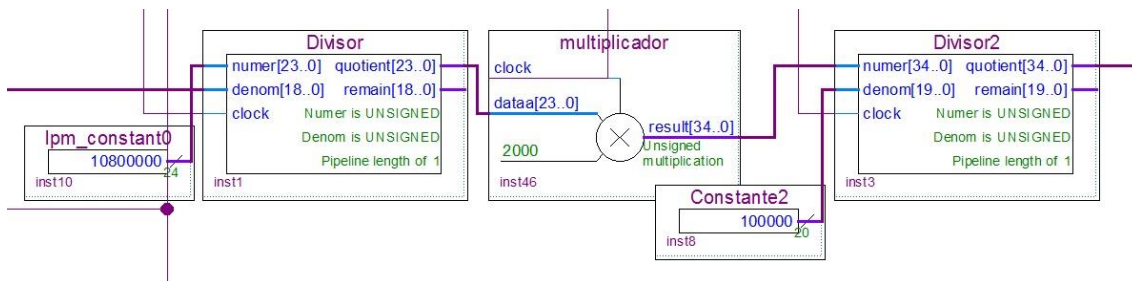 Divisor
numer[23..0] quotient[23..0]
denom[18..0] remain[18..0]
clock Numer is UNSIGNED
Denom is UNSIGNED
Pipeline length of 1
inst1
lpm_constant0
10800000
24
inst10
multiplicador
clock
dataa[23..0]
2000
result[34..0]
Unsigned
multiplication
inst46
Constante2
100000
20
inst8
Divisor2
numer[34..0] quotient[34..0]
denom[19..0] remain[19..0]
clock Numer is UNSIGNED
Denom is UNSIGNED
Pipeline length of 1
inst3